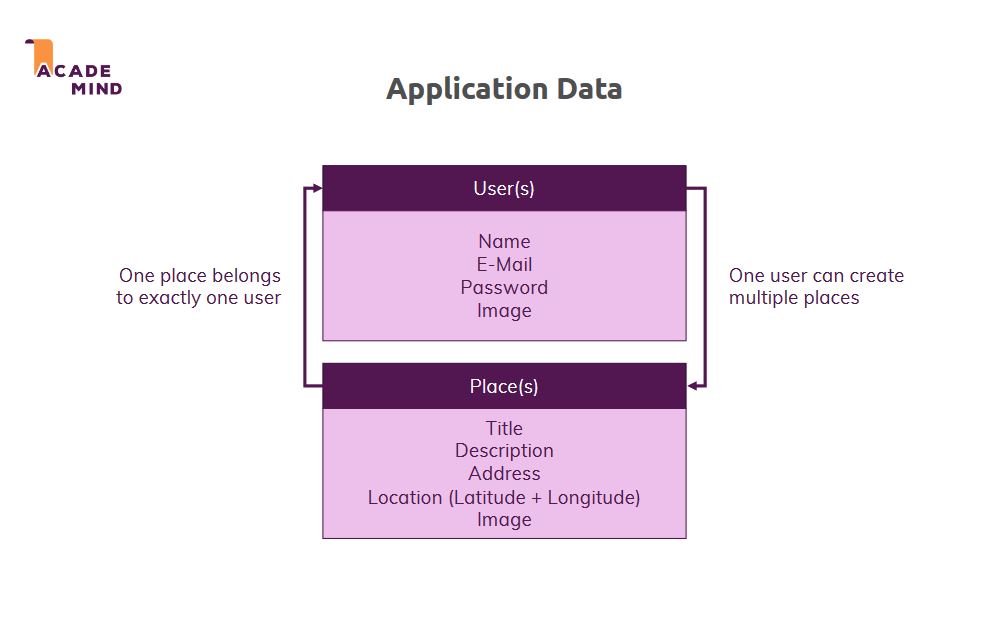 ACADE
MIND
Application Data
User(s)
Name
E-Mail
Password
Image
One place belongs
to exactly one user
One user can create
multiple places
Place(s)
Title
Description
Address
Location (Latitude + Longitude)
Image